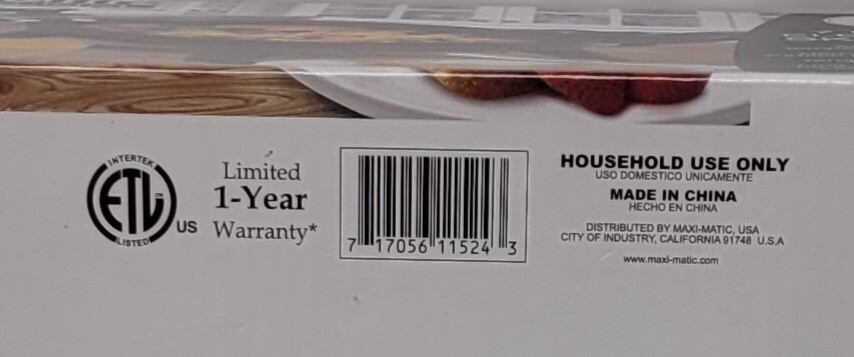 INTERTEK
ETL
LISTED
US
Limited
1-Year
Warranty*
7 17056 11524 3
HOUSEHOLD USE ONLY
USO DOMESTICO UNICAMENTE
MADE IN CHINA
HECHO EN CHINA
DISTRIBUTED BY MAXI-MATIC, USA
CITY OF INDUSTRY, CALIFORNIA 91748 U.S.A
www.maxi-matic.com